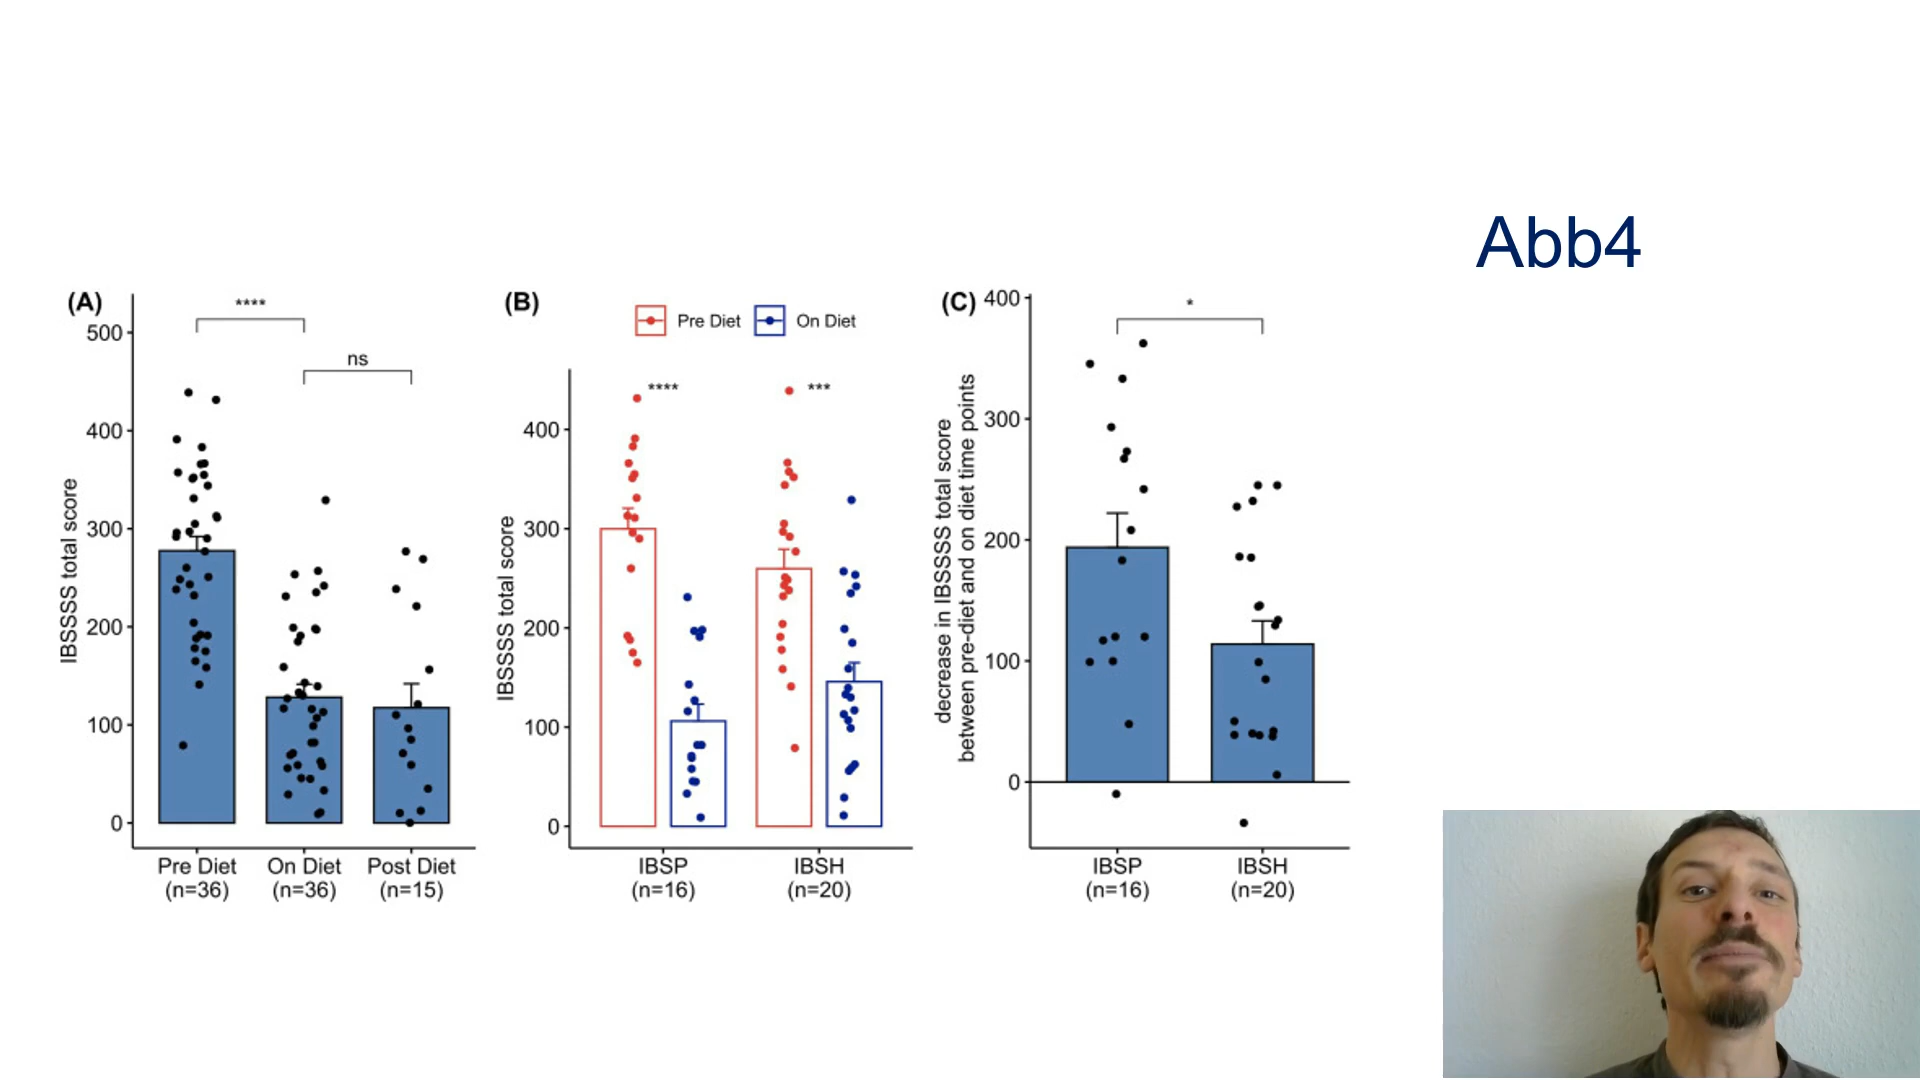 Abb4
(A)
****
ns
IBSSSS total score
500
400
300
200
100
0
Pre Diet
(n=36)
On Diet
(n=36)
Post Diet
(n=15)
(B)
Pre Diet
On Diet
****
***
IBSSSS total score
400
300
200
100
0
IBSP
(n=16)
IBSH
(n=20)
(C)
*
decrease in IBSSSS total score
between pre-diet and on diet time points
400
300
200
100
0
IBSP
(n=16)
IBSH
(n=20)